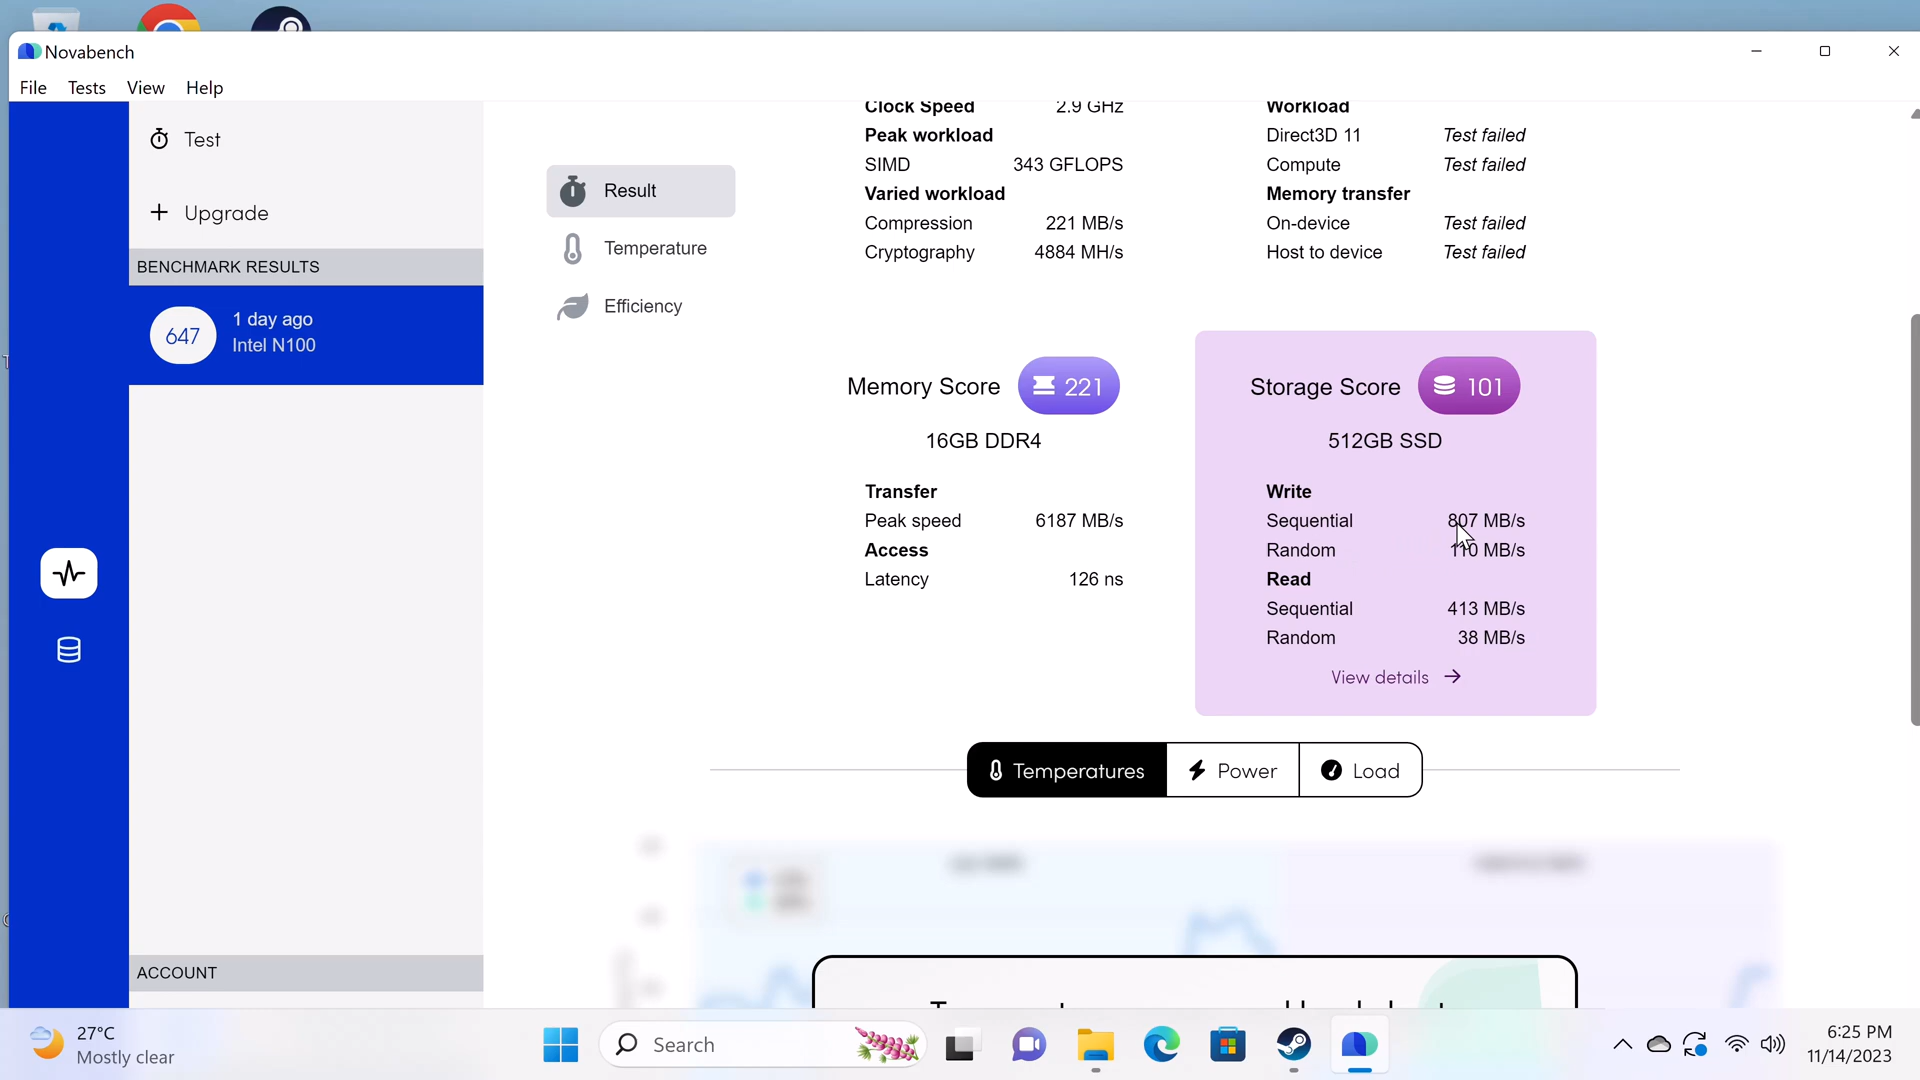 Novabench
File Tests View Help
Test
Upgrade
BENCHMARK RESULTS
647
1 day ago
Intel N100
ACCOUNT
Result
Temperature
Efficiency
Clock Speed 2.9 GHz
Peak workload
SIMD 343 GFLOPS
Varied workload
Compression 221 MB/s
Cryptography 4884 MH/s
Workload
Direct3D 11 Test failed
Compute Test failed
Memory transfer
On-device Test failed
Host to device Test failed
Memory Score 221
16GB DDR4
Transfer
Peak speed 6187 MB/s
Access
Latency 126 ns
Storage Score 101
512GB SSD
Write
Sequential 807 MB/s
Random 110 MB/s
Read
Sequential 413 MB/s
Random 38 MB/s
View details
Temperatures Power Load
27°C
Mostly clear
Search
6:25 PM
11/14/2023